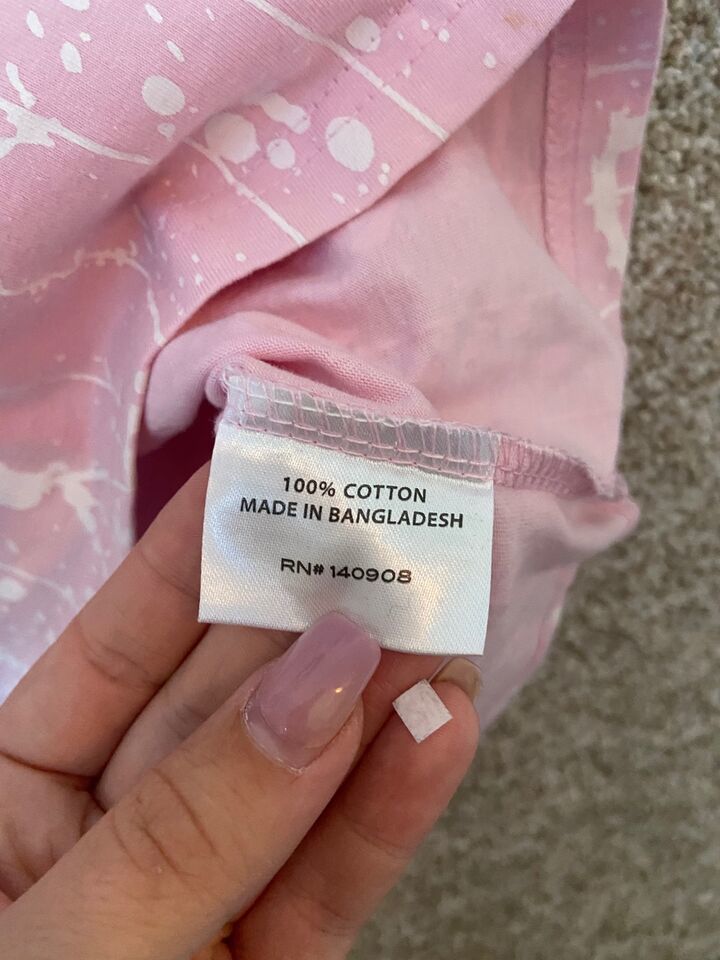 100% COTTON
MADE IN BANGLADESH
RN# 140908